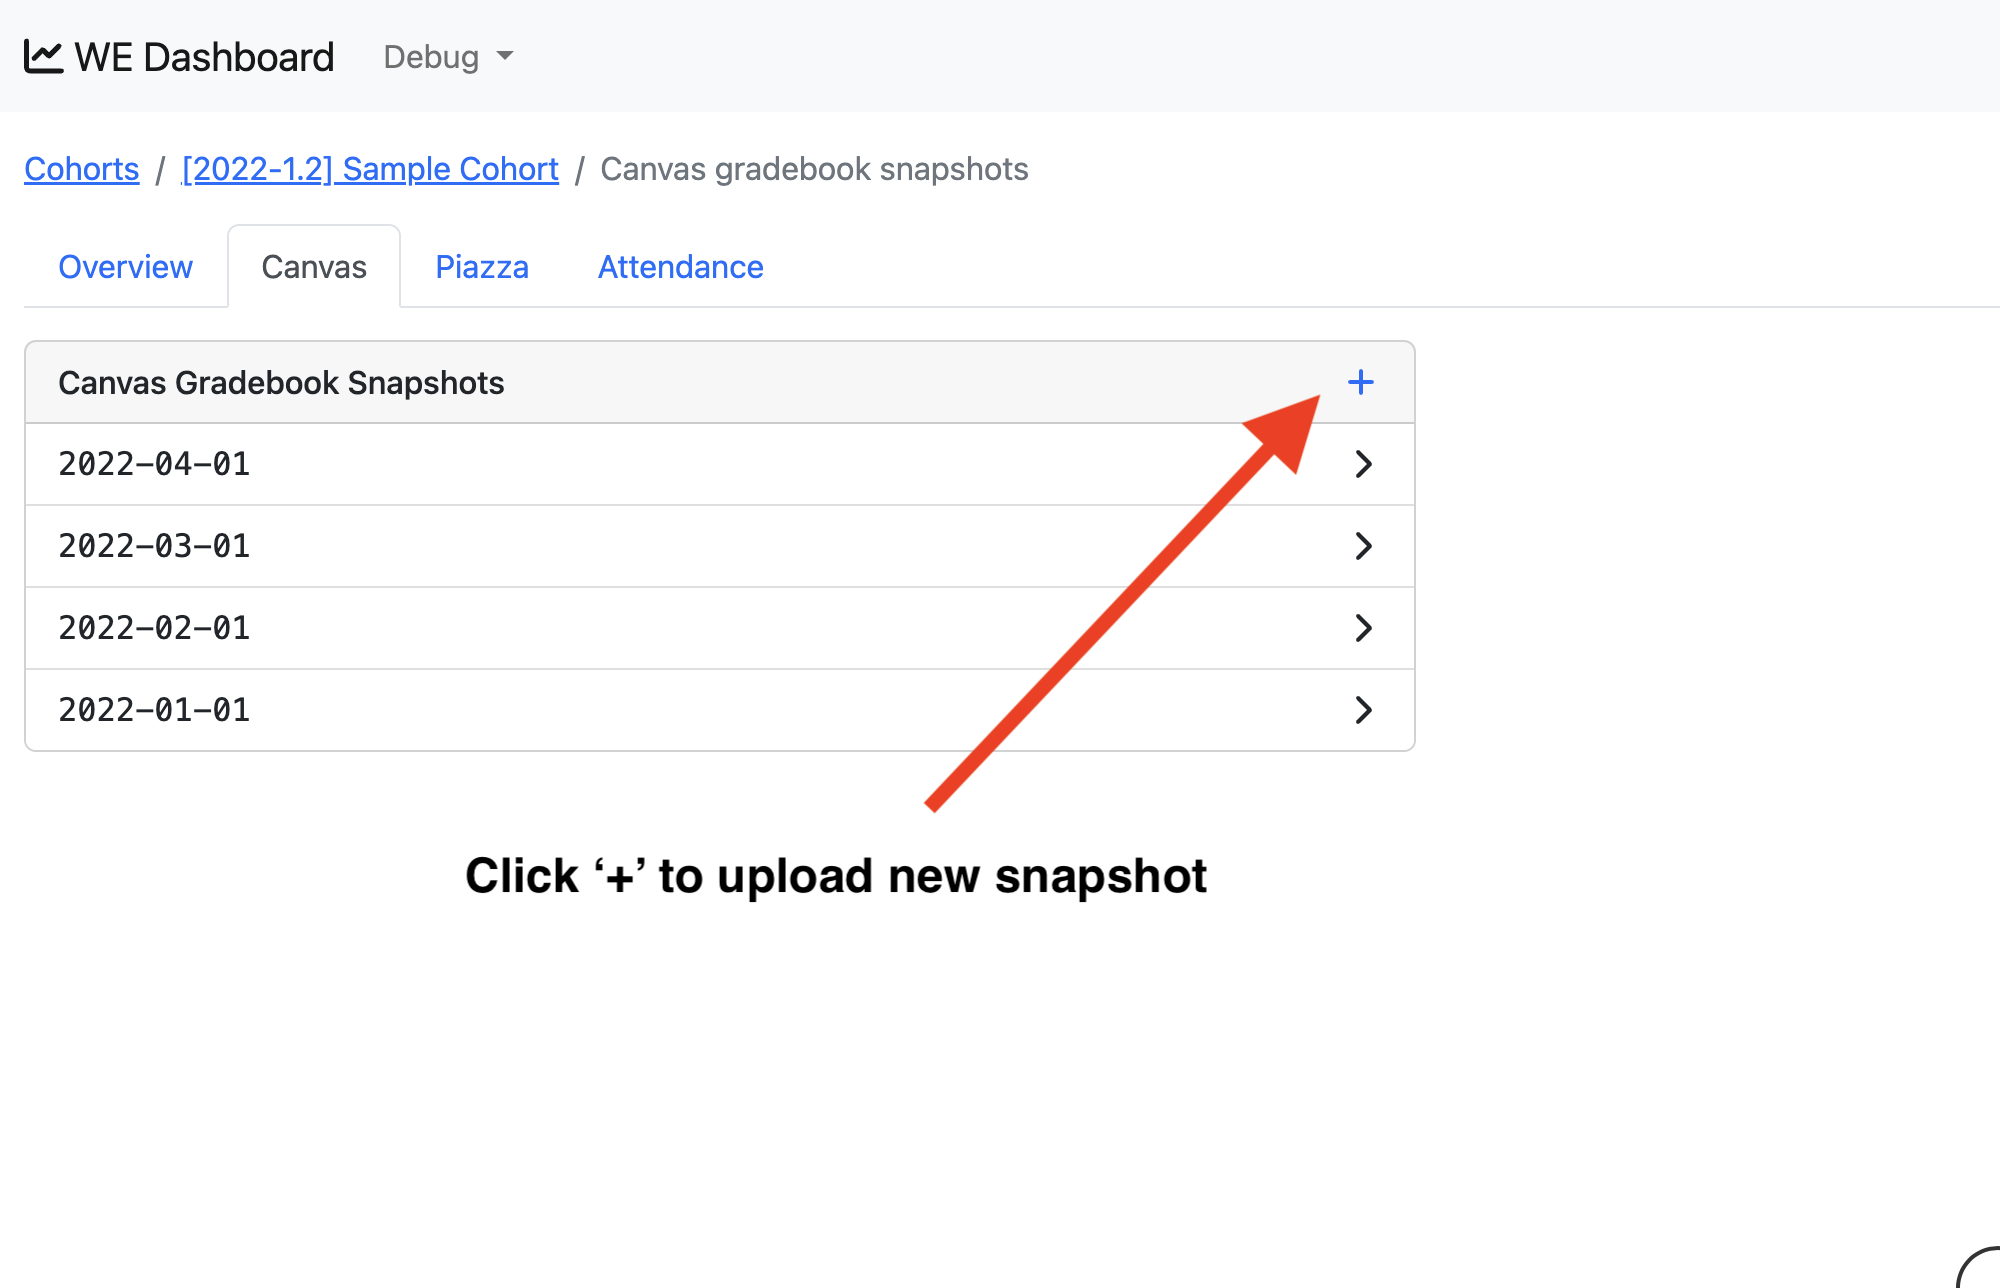 WE Dashboard Debug
Cohorts / [2022-1.2] Sample Cohort / Canvas gradebook snapshots
Overview Canvas Piazza Attendance
Canvas Gradebook Snapshots +
2022-04-01
2022-03-01
2022-02-01
2022-01-01
Click ‘+’ to upload new snapshot